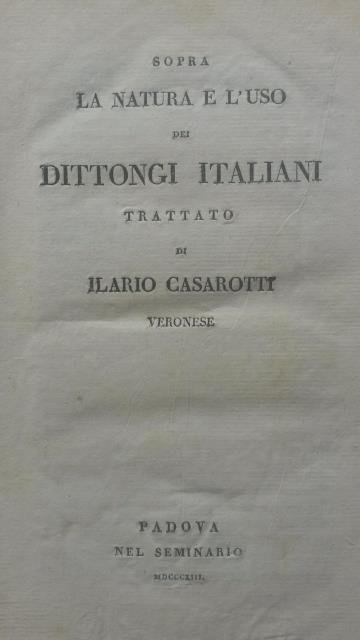 SOPRA
LA NATURA E L'USO
DEI
DITTONGI ITALIANI
TRATTATO
DI
ILARIO CASAROTTI
VERONESE
PADOVA
NEL SEMINARIO
MDCCCXIII.